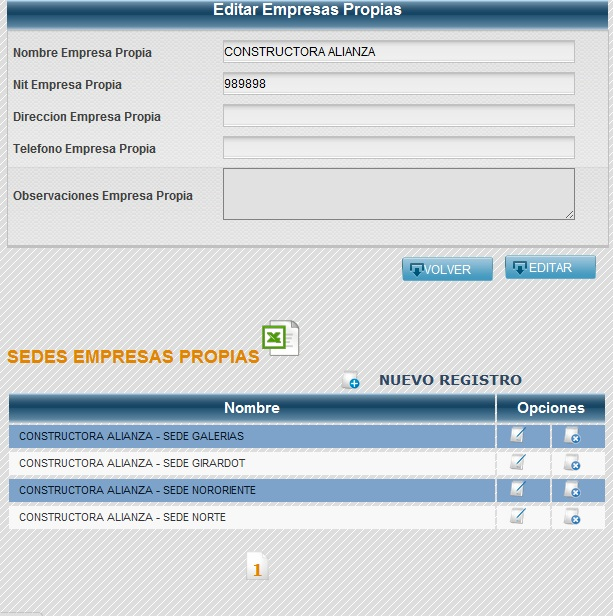 Editar Empresas Propias
Nombre Empresa Propia CONSTRUCTORA ALIANZA
Nit Empresa Propia 989898
Direccion Empresa Propia
Telefono Empresa Propia
Observaciones Empresa Propia
VOLVER EDITAR
SEDES EMPRESAS PROPIAS
NUEVO REGISTRO
Nombre Opciones
CONSTRUCTORA ALIANZA - SEDE GALERIAS
CONSTRUCTORA ALIANZA - SEDE GIRARDOT
CONSTRUCTORA ALIANZA - SEDE NORORIENTE
CONSTRUCTORA ALIANZA - SEDE NORTE
1